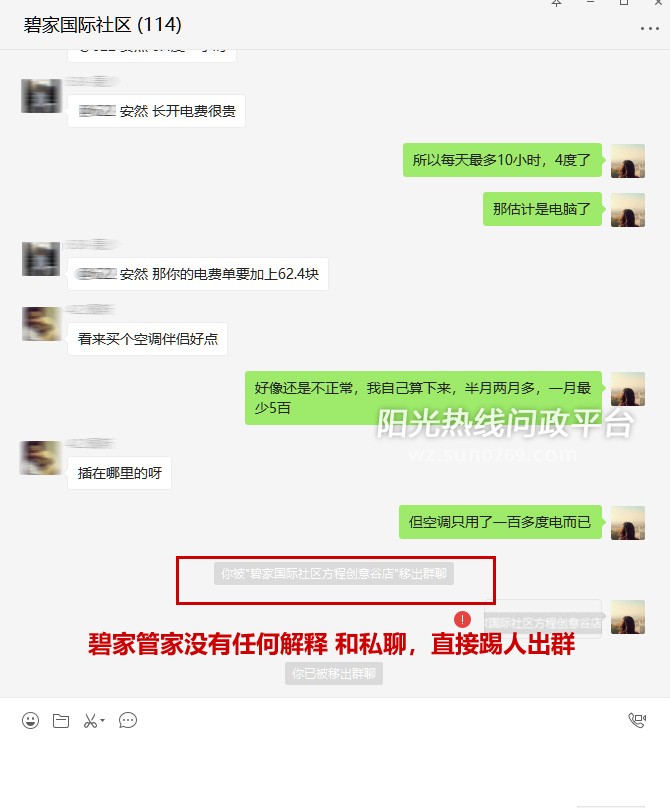 碧家国际社区 (114)
安然 长开电费很贵
所以每天最多10小时，4度了
那估计是电脑了
安然 那你的电费单要加上62.4块
看来买个空调伴侣好点
好像还是不正常，我自己算下来，半月两月多，一月最
少5百
阳光热线问政平台
wz.sun0769.com
插在哪里的呀
但空调只用了一百多度电而已
你被"碧家国际社区方程创意谷店"移出群聊
国际社区方程创意谷店
碧家管家没有任何解释 和私聊，直接踢人出群
你已被移出群聊